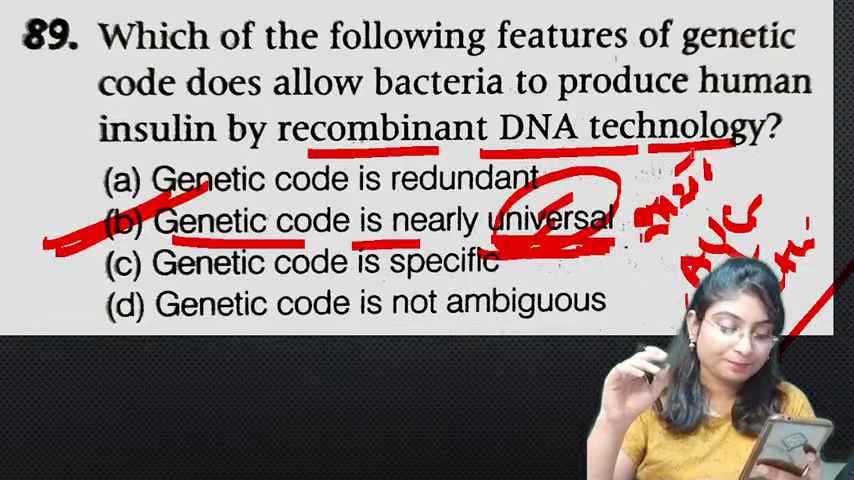 89. Which of the following features of genetic
code does allow bacteria to produce human
insulin by recombinant DNA technology?
(a) Genetic code is redundant
(b) Genetic code is nearly universal
(c) Genetic code is specific
(d) Genetic code is not ambiguous
AUG